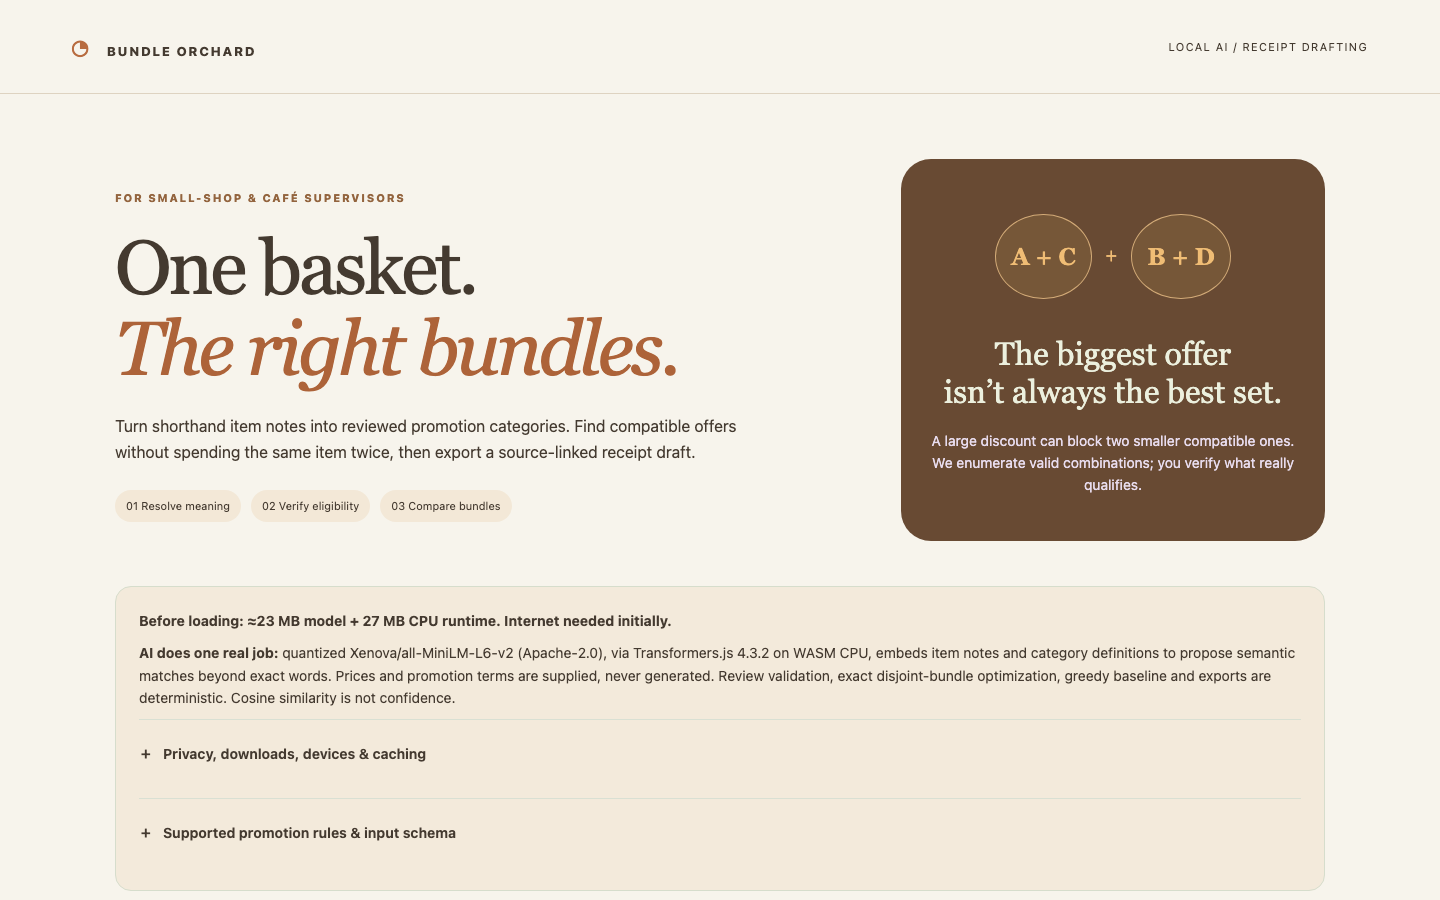 BUNDLE ORCHARD
LOCAL AI / RECEIPT DRAFTING
FOR SMALL-SHOP & CAFÉ SUPERVISORS
One basket.
The right bundles.
Turn shorthand item notes into reviewed promotion categories. Find compatible offers
without spending the same item twice, then export a source-linked receipt draft.
01 Resolve meaning
02 Verify eligibility
03 Compare bundles
A + C + B + D
The biggest offer
isn’t always the best set.
A large discount can block two smaller compatible ones.
We enumerate valid combinations; you verify what really
qualifies.
Before loading: ≈23 MB model + 27 MB CPU runtime. Internet needed initially.
AI does one real job: quantized Xenova/all-MiniLM-L6-v2 (Apache-2.0), via Transformers.js 4.3.2 on WASM CPU, embeds item notes and category definitions to propose semantic
matches beyond exact words. Prices and promotion terms are supplied, never generated. Review validation, exact disjoint-bundle optimization, greedy baseline and exports are
deterministic. Cosine similarity is not confidence.
+ Privacy, downloads, devices & caching
+ Supported promotion rules & input schema